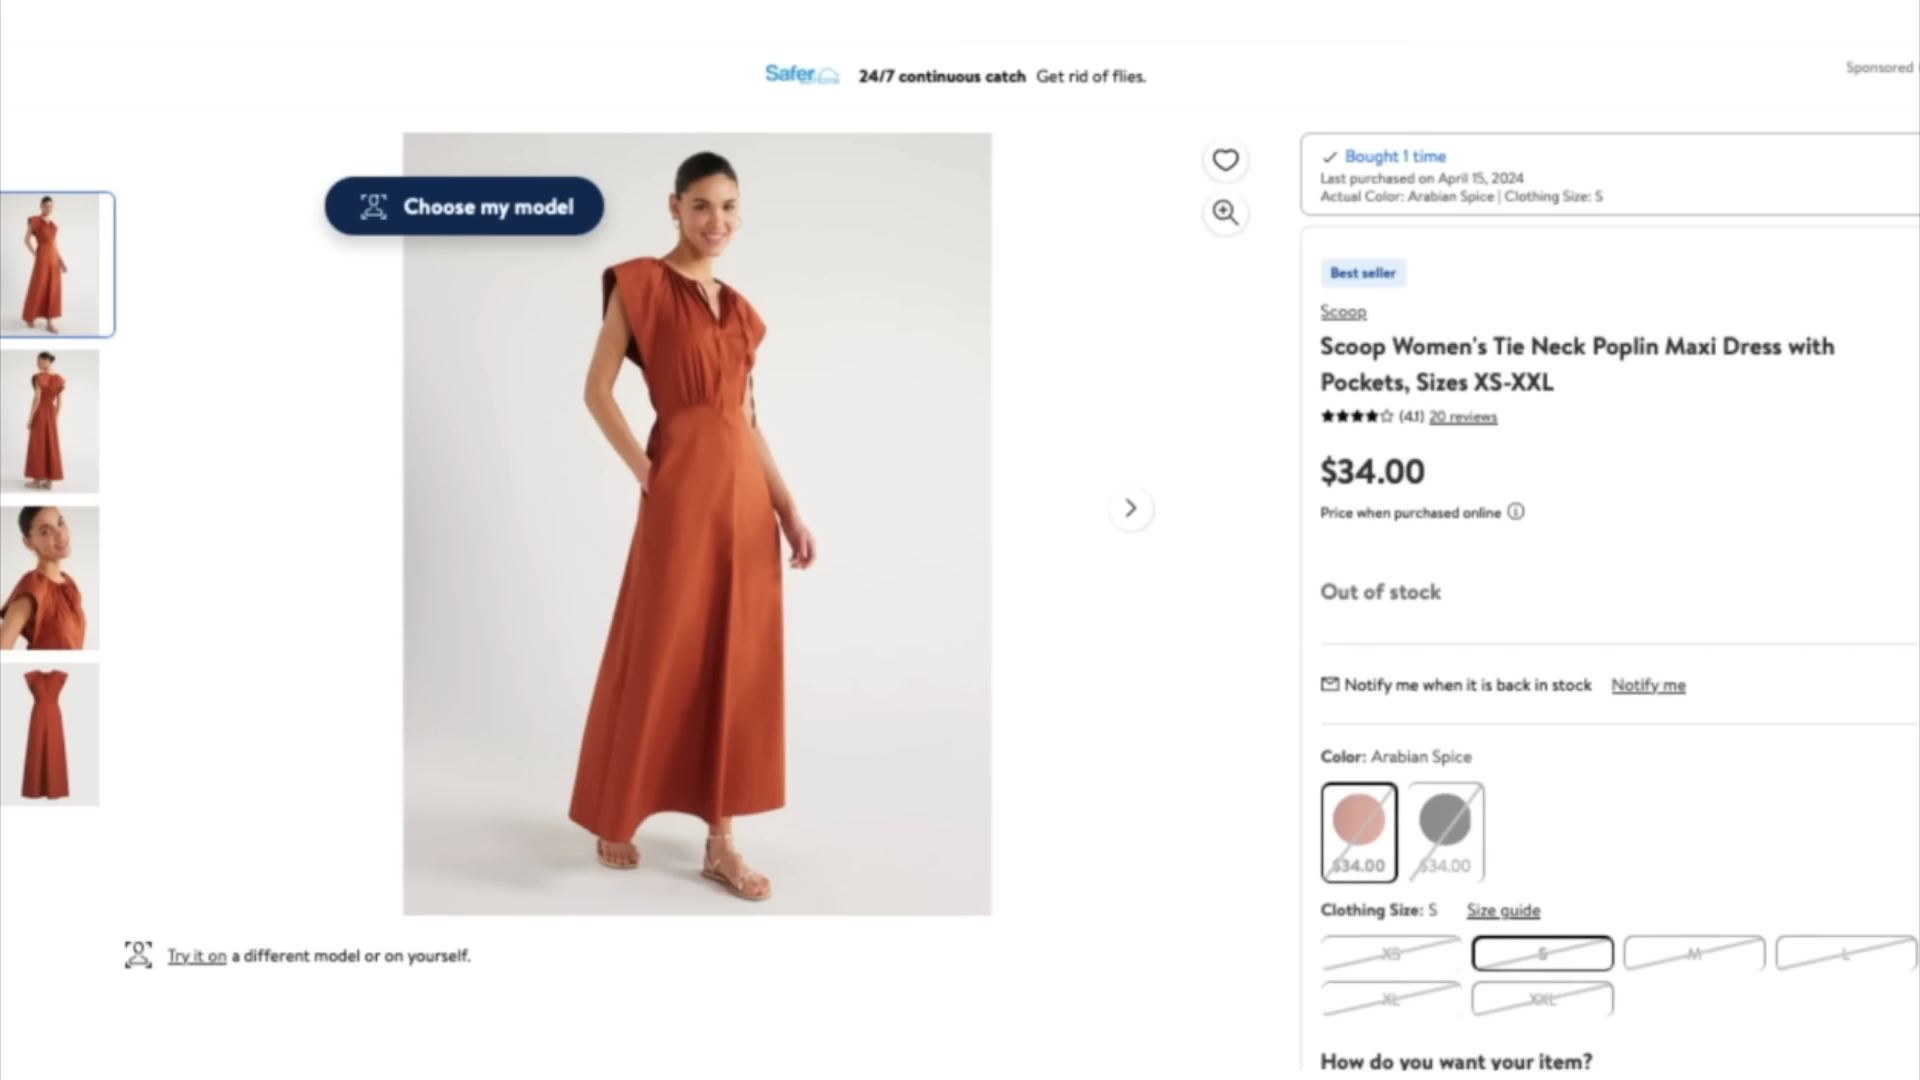 Safer
24/7 continuous catch Get rid of flies.
Sponsored
Choose my model
Try it on a different model or on yourself.
Bought 1 time
Last purchased on April 15, 2024
Actual Color: Arabian Spice | Clothing Size: S
Best seller
Scoop
Scoop Women's Tie Neck Poplin Maxi Dress with
Pockets, Sizes XS-XXL
(4.1) 20 reviews
$34.00
Price when purchased online
Out of stock
Notify me when it is back in stock Notify me
Color: Arabian Spice
$34.00 $34.00
Clothing Size: S Size guide
XS S M L
XL XXL
How do you want your item?